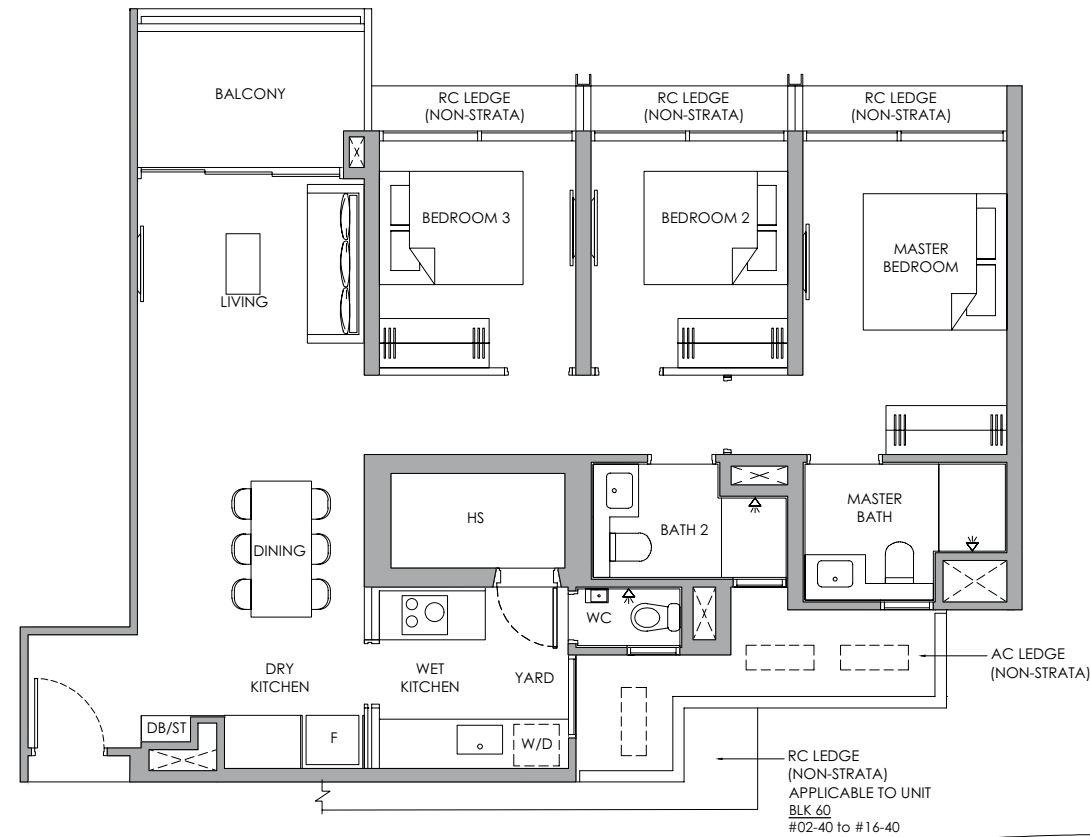 BALCONY
RC LEDGE
(NON-STRATA)
RC LEDGE
(NON-STRATA)
RC LEDGE
(NON-STRATA)
BEDROOM 3
BEDROOM 2
MASTER
BEDROOM
LIVING
HS
BATH 2
MASTER
BATH
DINING
WC
DRY
KITCHEN
WET
KITCHEN
YARD
AC LEDGE
(NON-STRATA)
DB/ST
F
W/D
RC LEDGE
(NON-STRATA)
APPLICABLE TO UNIT
BLK 60
#02-40 to #16-40